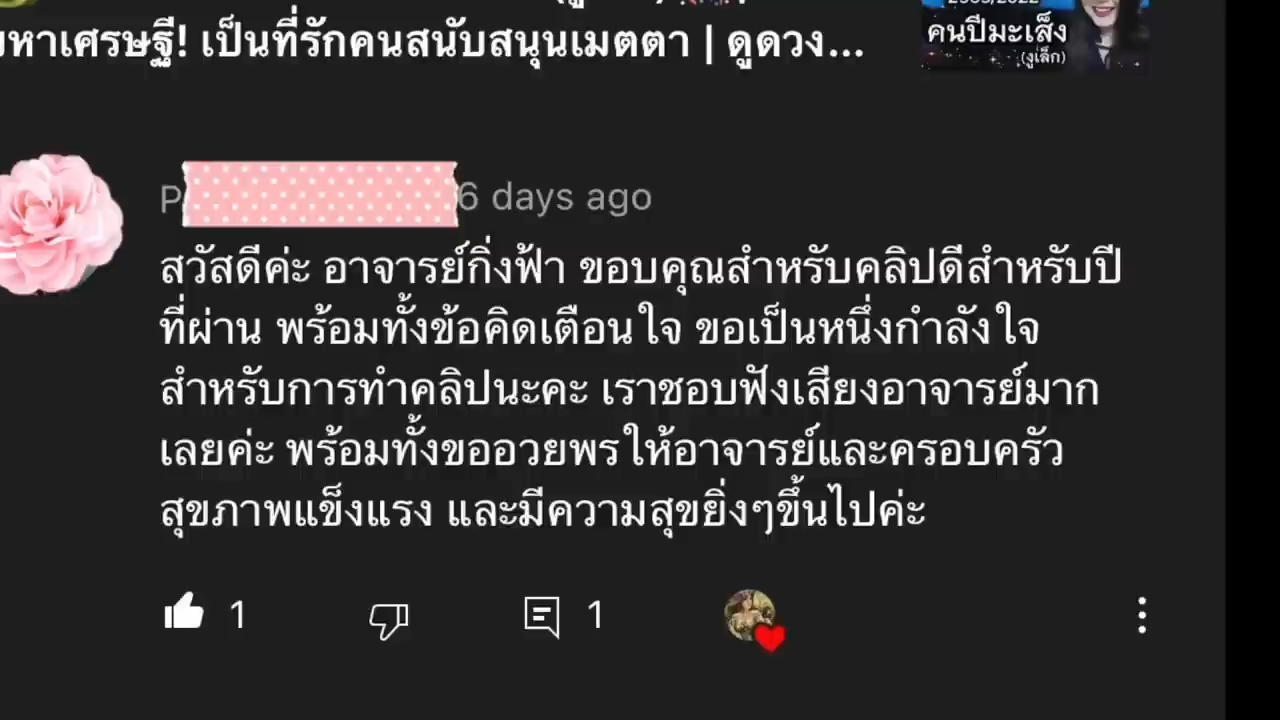 มหาเศรษฐี! เป็นที่รักคนสนับสนุนเมตตา | ดูดวง...
2565/2022
คนปีมะเส็ง
(งูเล็ก)
P 6 days ago
สวัสดีค่ะ อาจารย์กิ่งฟ้า ขอบคุณสำหรับคลิปดีสำหรับปี
ที่ผ่าน พร้อมทั้งข้อคิดเตือนใจ ขอเป็นหนึ่งกำลังใจ
สำหรับการทำคลิปนะคะ เราชอบฟังเสียงอาจารย์มาก
เลยค่ะ พร้อมทั้งขออวยพรให้อาจารย์และครอบครัว
สุขภาพแข็งแรง และมีความสุขยิ่งๆขึ้นไปค่ะ
1 1